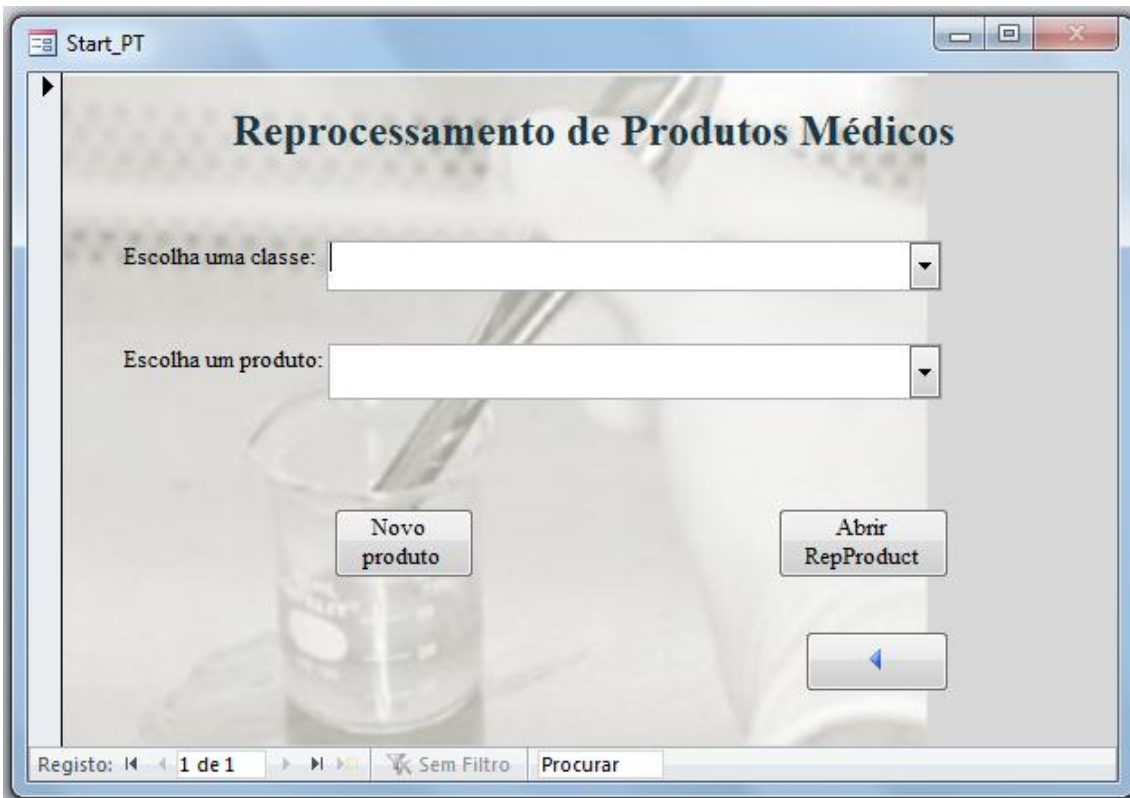 Start_PT
Reprocessamento de Produtos Médicos
Escolha uma classe:
Escolha um produto:
Novo
produto
Abrir
RepProduct
Registo: 1 de 1 Sem Filtro Procurar